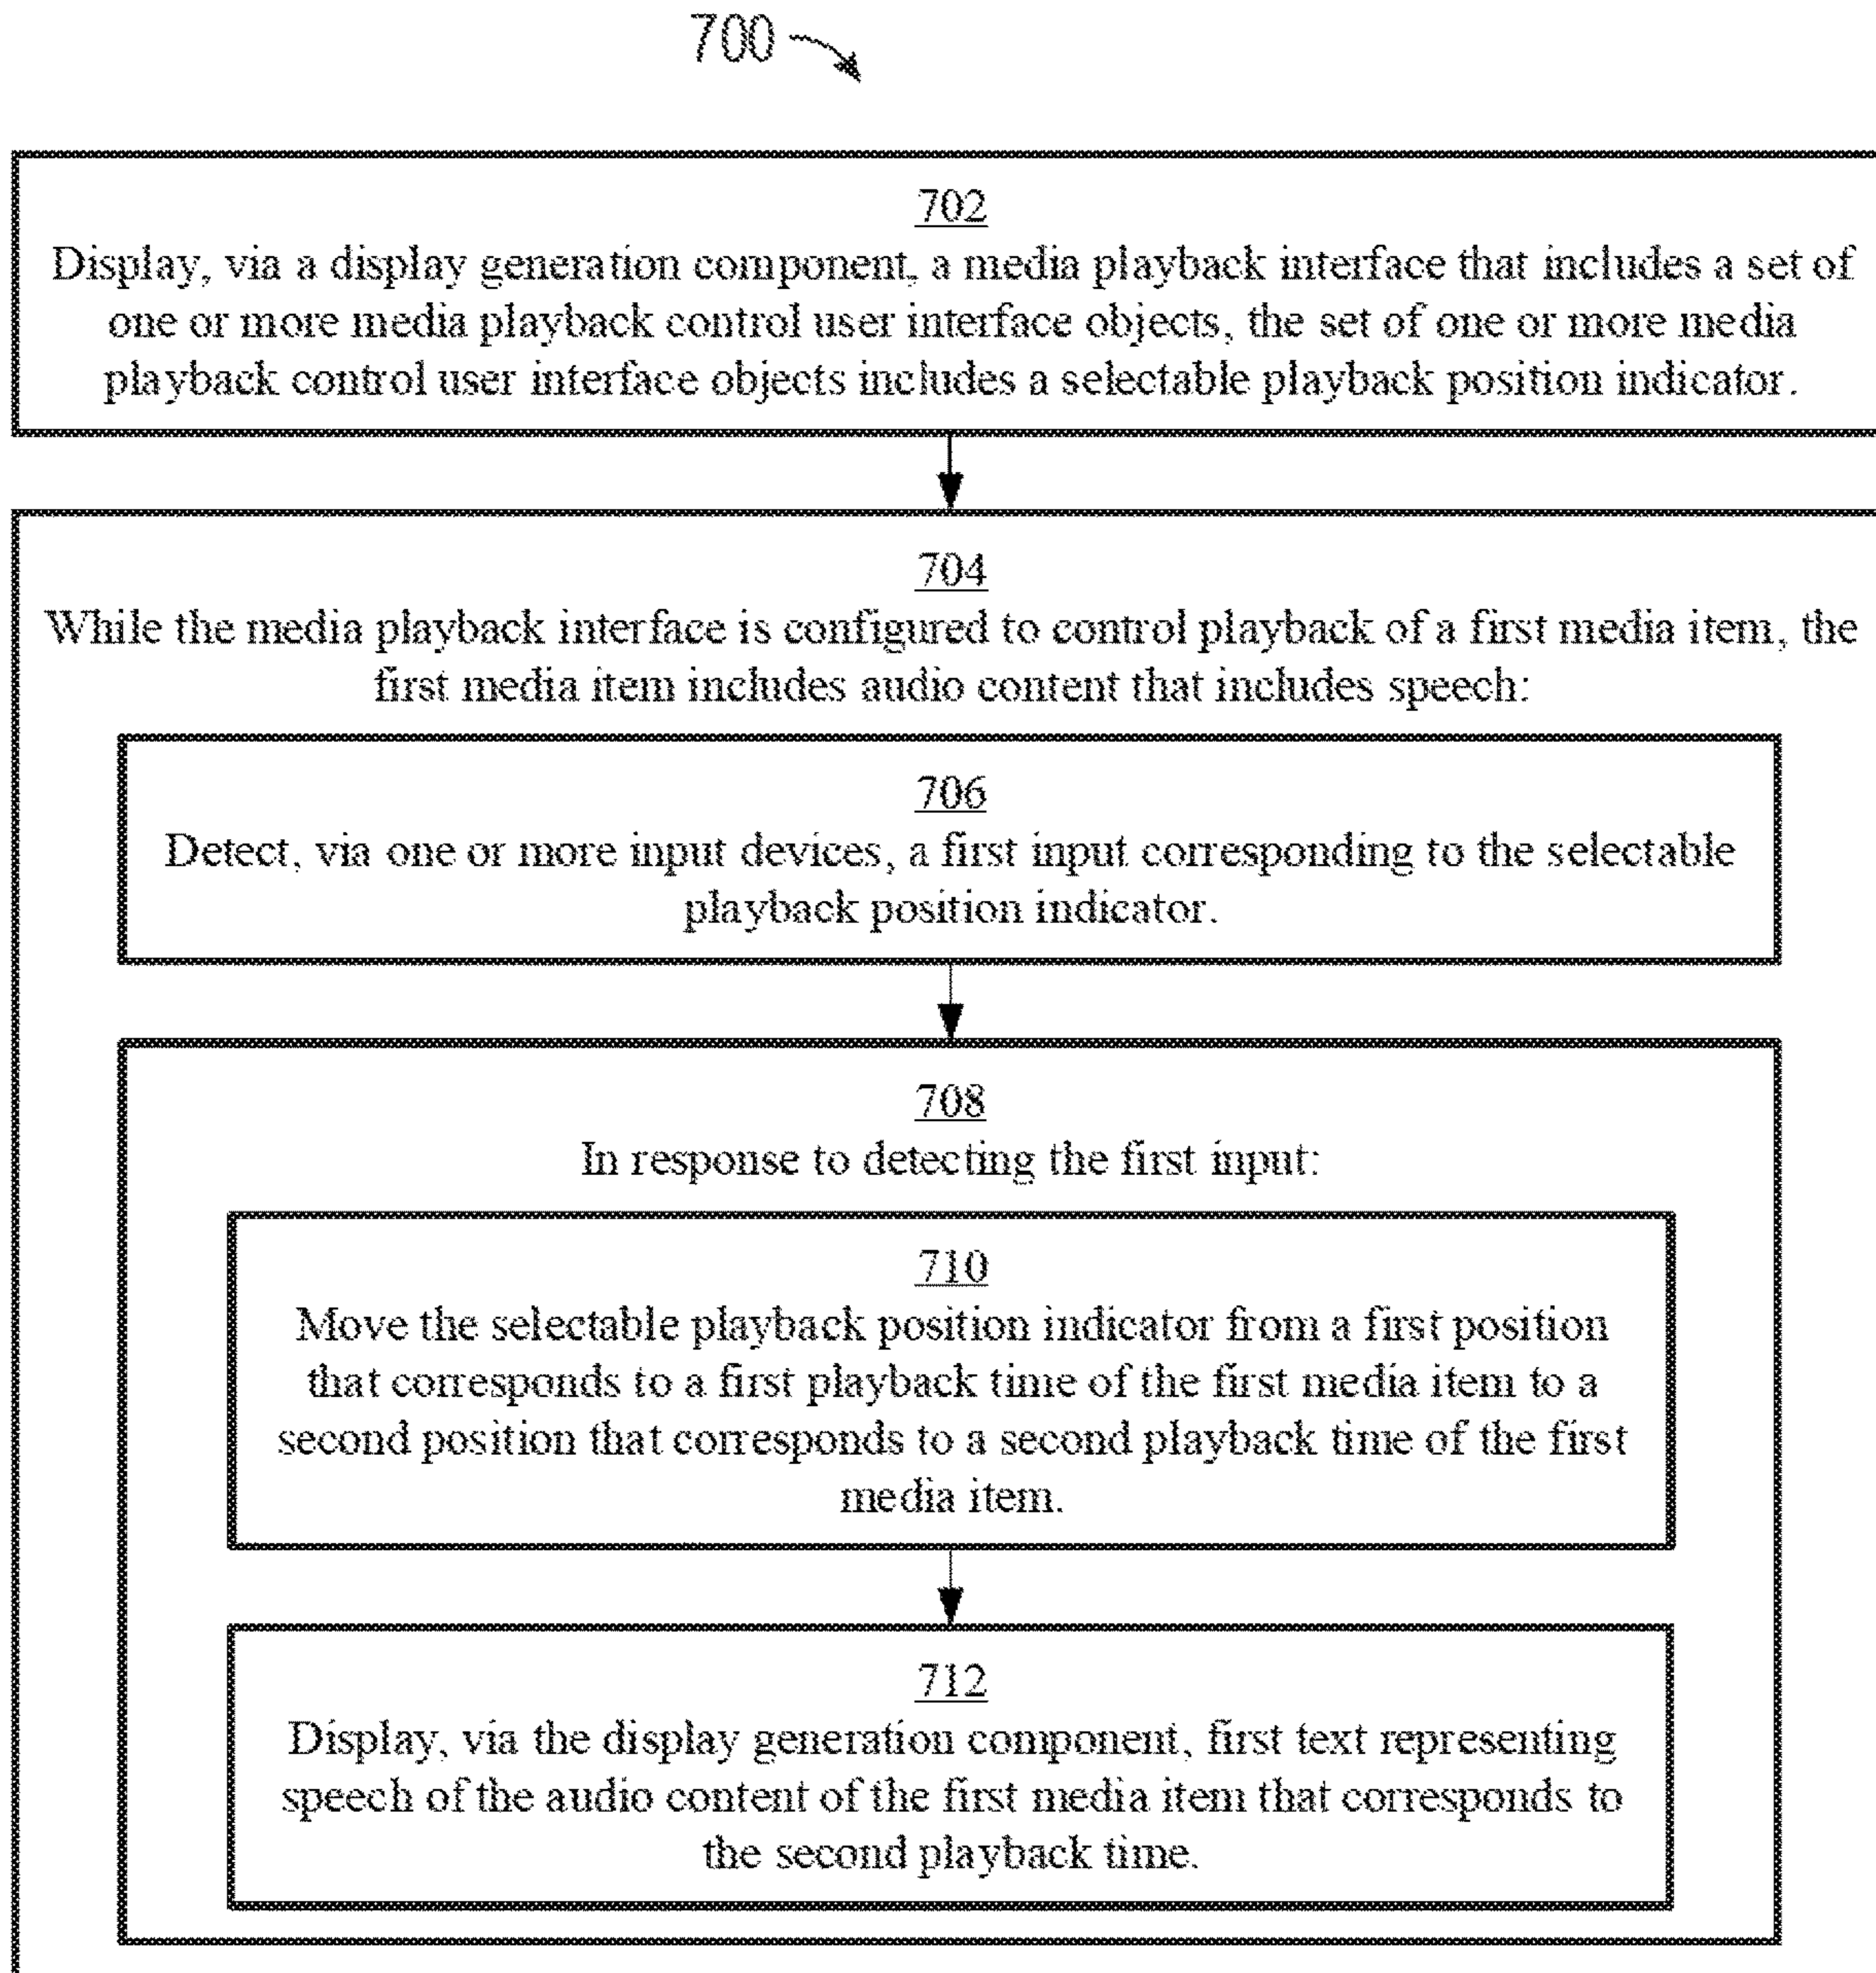 700
702
Display, via a display generation component, a media playback interface that includes a set of
one or more media playback control user interface objects, the set of one or more media
playback control user interface objects includes a selectable playback position indicator.
704
While the media playback interface is configured to control playback of a first media item, the
first media item includes audio content that includes speech:
706
Detect, via one or more input devices, a first input corresponding to the selectable
playback position indicator.
708
In response to detecting the first input:
710
Move the selectable playback position indicator from a first position
that corresponds to a first playback time of the first media item to a
second position that corresponds to a second playback time of the first
media item.
712
Display, via the display generation component, first text representing
speech of the audio content of the first media item that corresponds to
the second playback time.